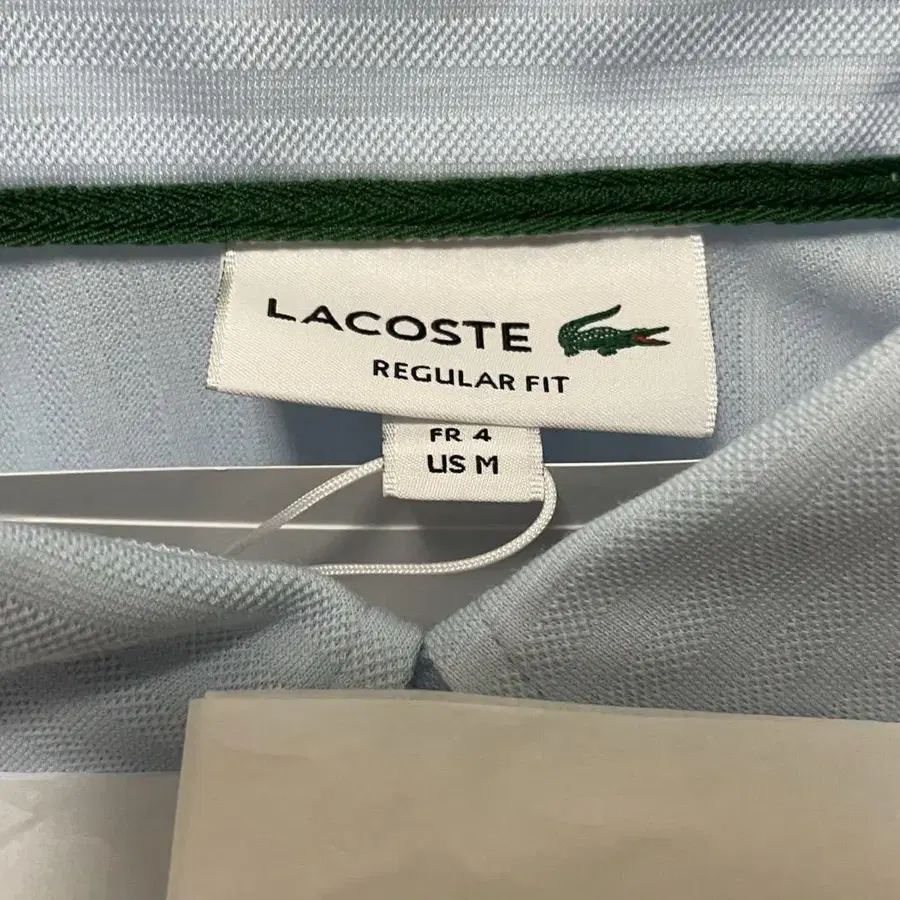 LACOSTE
REGULAR FIT
FR 4
US M